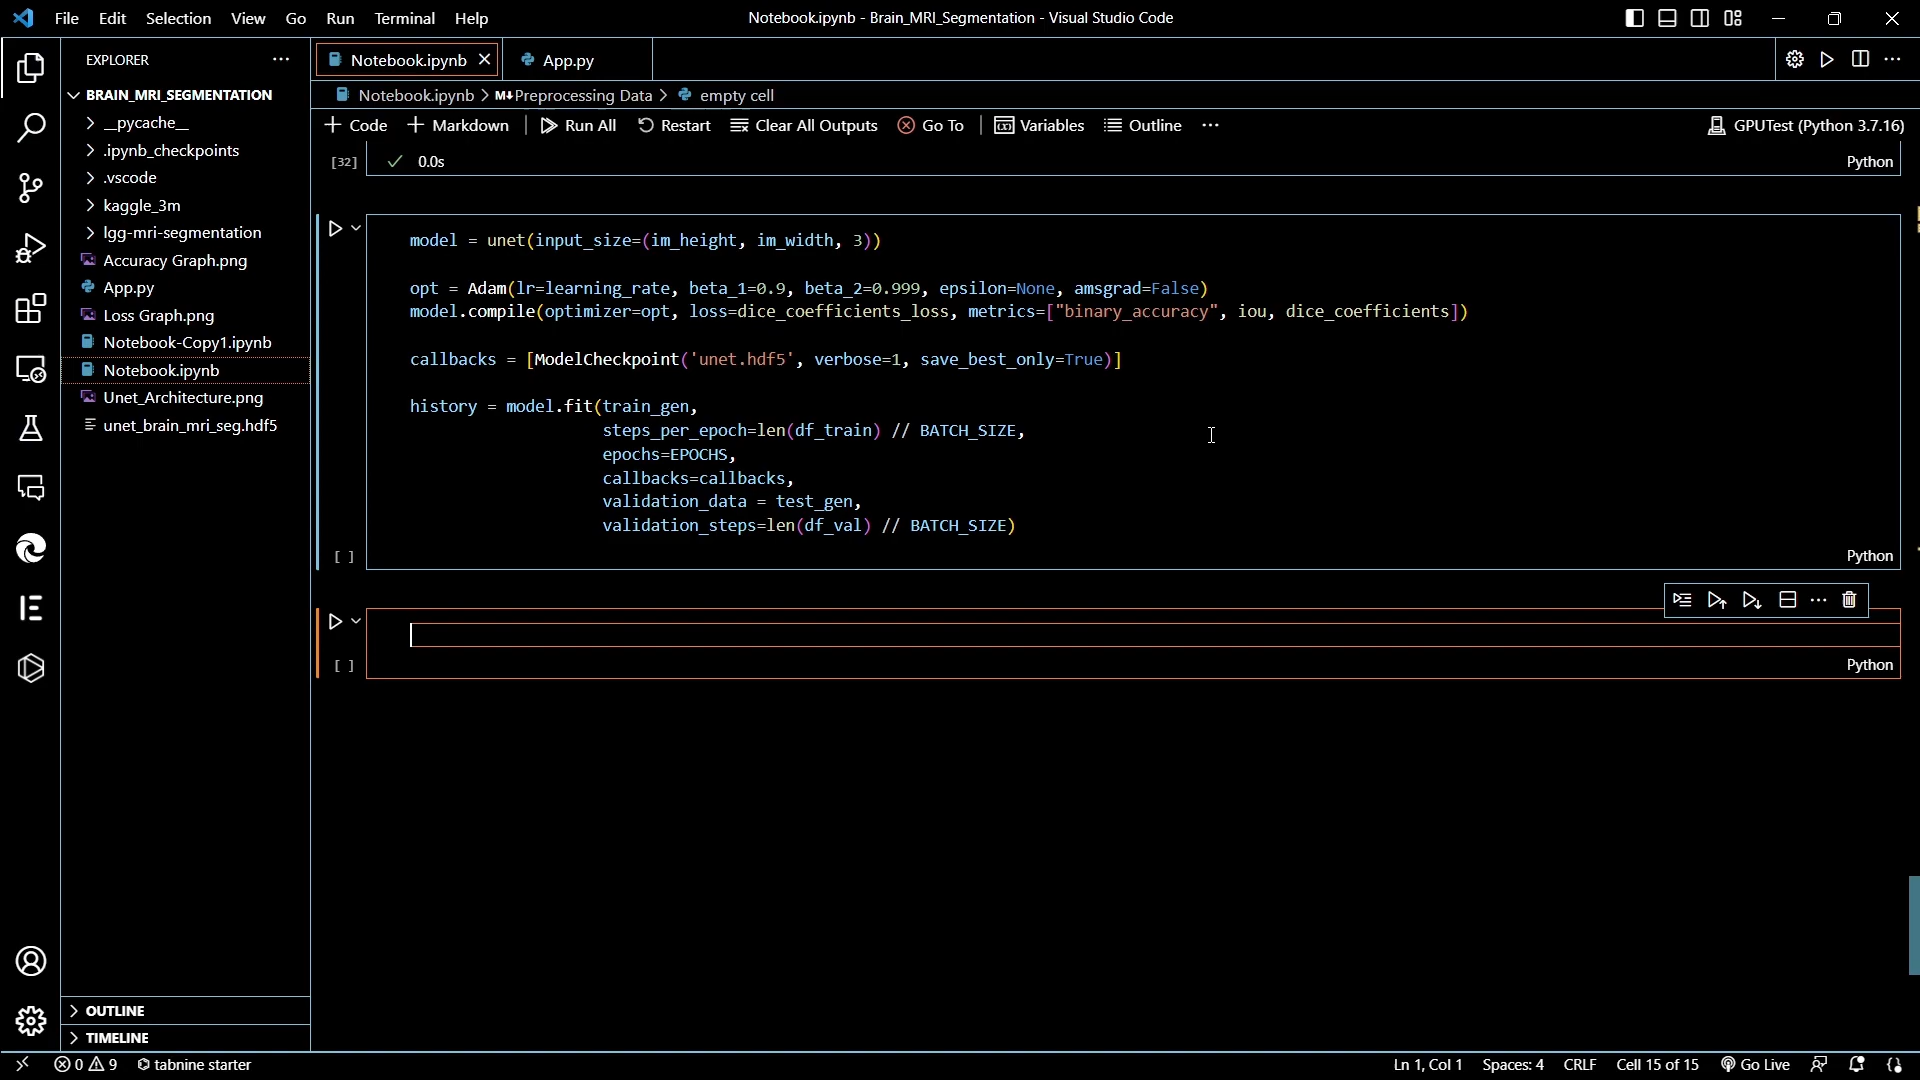 File Edit Selection View Go Run Terminal Help
Notebook.ipynb - Brain_MRI_Segmentation - Visual Studio Code
EXPLORER
BRAIN_MRI_SEGMENTATION
__pycache__
.ipynb_checkpoints
.vscode
kaggle_3m
lgg-mri-segmentation
Accuracy Graph.png
App.py
Loss Graph.png
Notebook-Copy1.ipynb
Notebook.ipynb
Unet_Architecture.png
unet_brain_mri_seg.hdf5
OUTLINE
TIMELINE
Notebook.ipynb App.py
Notebook.ipynb > M Preprocessing Data > empty cell
+ Code + Markdown Run All Restart Clear All Outputs Go To Variables Outline
GPUTest (Python 3.7.16)
[32] 0.0s Python
model = unet(input_size=(im_height, im_width, 3))
opt = Adam(lr=learning_rate, beta_1=0.9, beta_2=0.999, epsilon=None, amsgrad=False)
model.compile(optimizer=opt, loss=dice_coefficients_loss, metrics=["binary_accuracy", iou, dice_coefficients])
callbacks = [ModelCheckpoint('unet.hdf5', verbose=1, save_best_only=True)]
history = model.fit(train_gen,
steps_per_epoch=len(df_train) // BATCH_SIZE,
epochs=EPOCHS,
callbacks=callbacks,
validation_data = test_gen,
validation_steps=len(df_val) // BATCH_SIZE)
[ ] Python
[ ] Python
0 9 tabnine starter
Ln 1, Col 1 Spaces: 4 CRLF Cell 15 of 15 Go Live